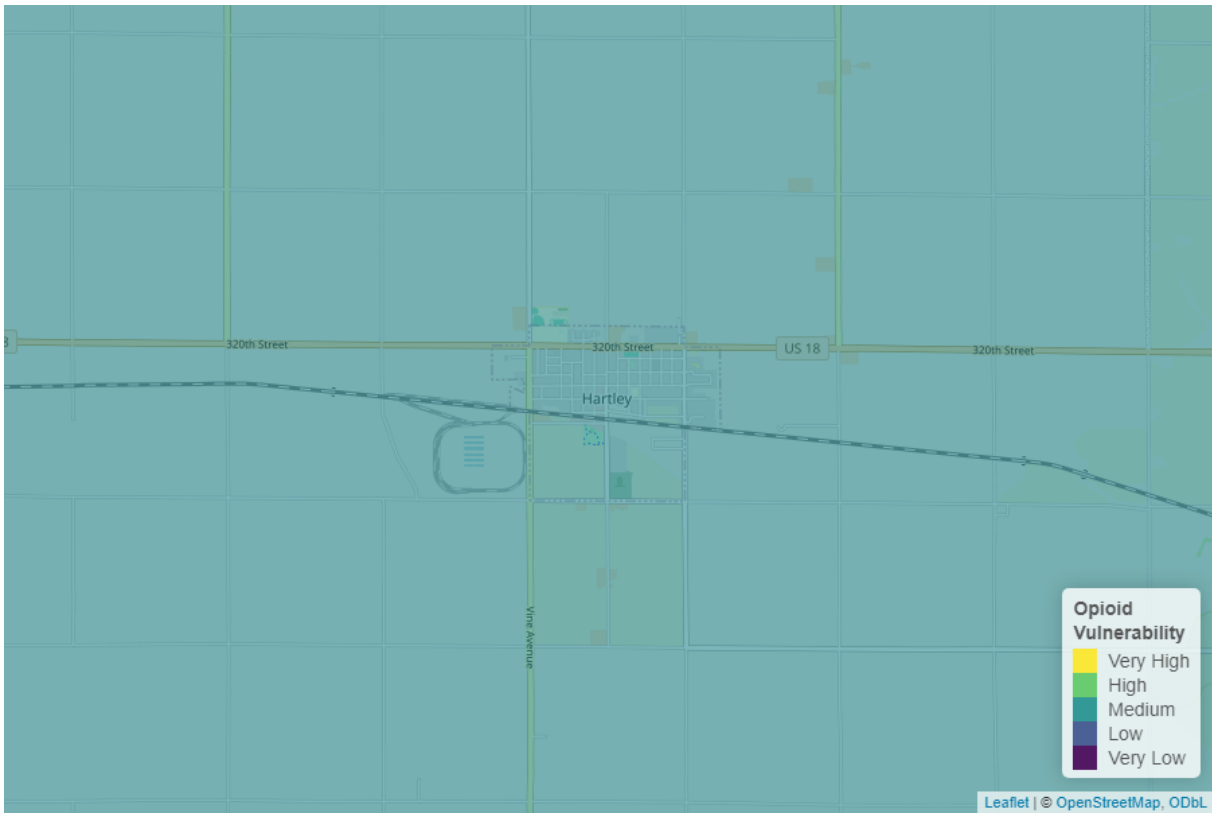 8
320th Street
320th Street
US 18
320th Street
Hartley
Vine Avenue
Opioid
Vulnerability
Very High
High
Medium
Low
Very Low
Leaflet | © OpenStreetMap, ODbL